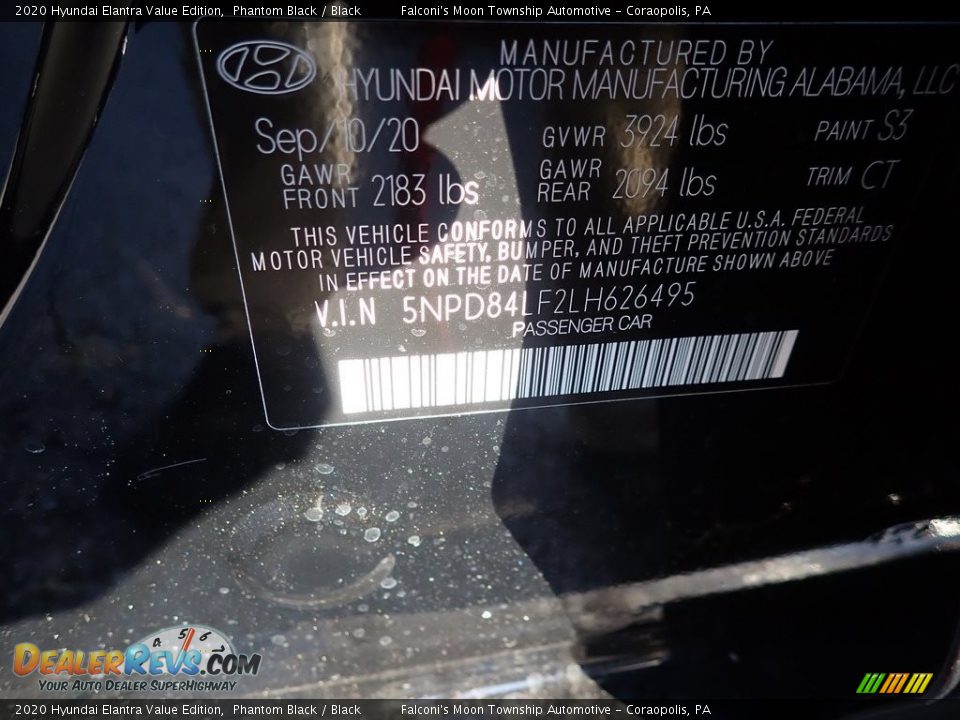 2020 Hyundai Elantra Value Edition, Phantom Black / Black Falconi's Moon Township Automotive - Coraopolis, PA
MANUFACTURED BY
HYUNDAI MOTOR MANUFACTURING ALABAMA, LLC
Sep/10/20 GVWR 3924 lbs PAINT S3
GAWR FRONT 2183 lbs GAWR REAR 2094 lbs TRIM CT
THIS VEHICLE CONFORMS TO ALL APPLICABLE U.S.A. FEDERAL
MOTOR VEHICLE SAFETY, BUMPER, AND THEFT PREVENTION STANDARDS
IN EFFECT ON THE DATE OF MANUFACTURE SHOWN ABOVE
V.I.N 5NPD84LF2LH626495
PASSENGER CAR
4 5 6 7
DealerRevs.com
Your Auto Dealer SuperHighway
2020 Hyundai Elantra Value Edition, Phantom Black / Black Falconi's Moon Township Automotive - Coraopolis, PA